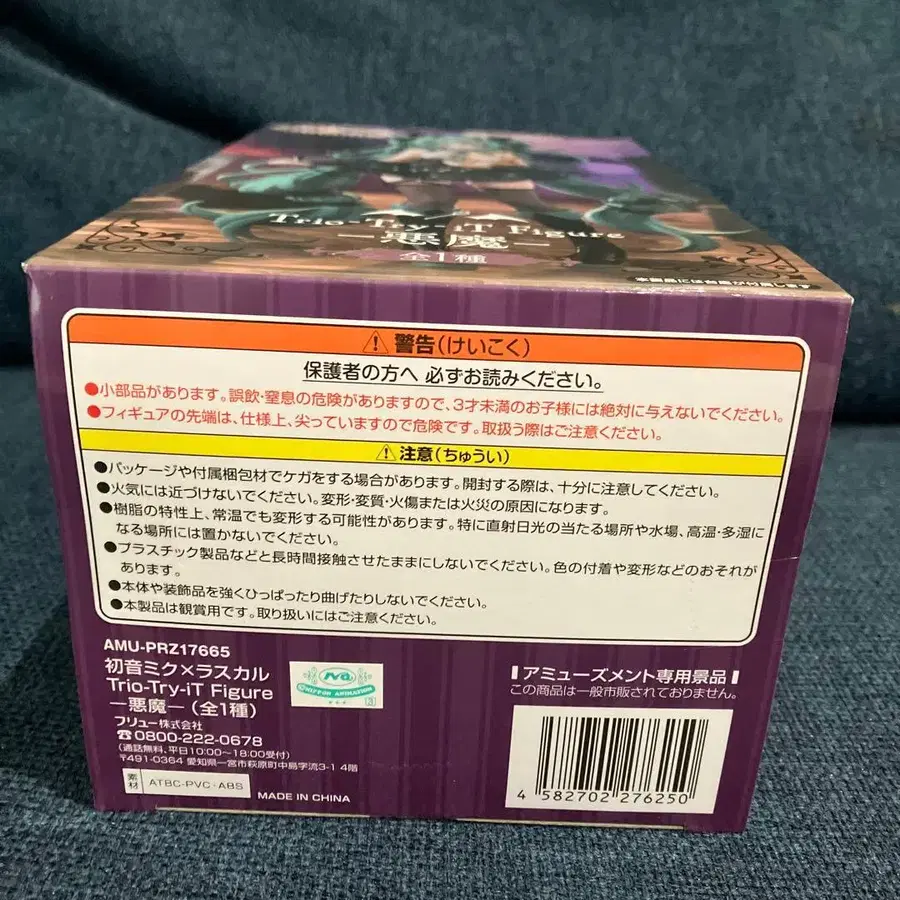 Trio-Try-iT Figure
—悪魔—
全1種
本製品には台座が付属します
⚠警告(けいこく)
保護者の方へ 必ずお読みください。
●小部品があります。誤飲・窒息の危険がありますので、3才未満のお子様には絶対に与えないでください。
●フィギュアの先端は、仕様上、尖っていますので危険です。取扱う際はご注意ください。
⚠注意(ちゅうい)
●パッケージや付属梱包材でケガをする場合があります。開封する際は、十分に注意してください。
●火気には近づけないでください。変形・変質・火傷または火災の原因になります。
●樹脂の特性上、常温でも変形する可能性があります。特に直射日光の当たる場所や水場、高温・多湿に
なる場所には置かないでください。
●プラスチック製品などと長時間接触させたままにしないでください。色の付着や変形などのおそれが
あります。
●本体や装飾品を強くひっぱったり曲げたりしないでください。
●本製品は観賞用です。取り扱いにはご注意ください。
AMU-PRZ17665
初音ミク×ラスカル
Trio-Try-iT Figure
—悪魔—(全1種)
フリュー株式会社
☎0800-222-0678
(通話無料、平日10:00~18:00受付)
〒491-0364 愛知県一宮市萩原町中島字流3-1 4階
素材 ATBC-PVC・ABS
MADE IN CHINA
©NIPPON ANIMATION
3
アミューズメント専用景品
この商品は一般市販されておりません。
4 582702 276250